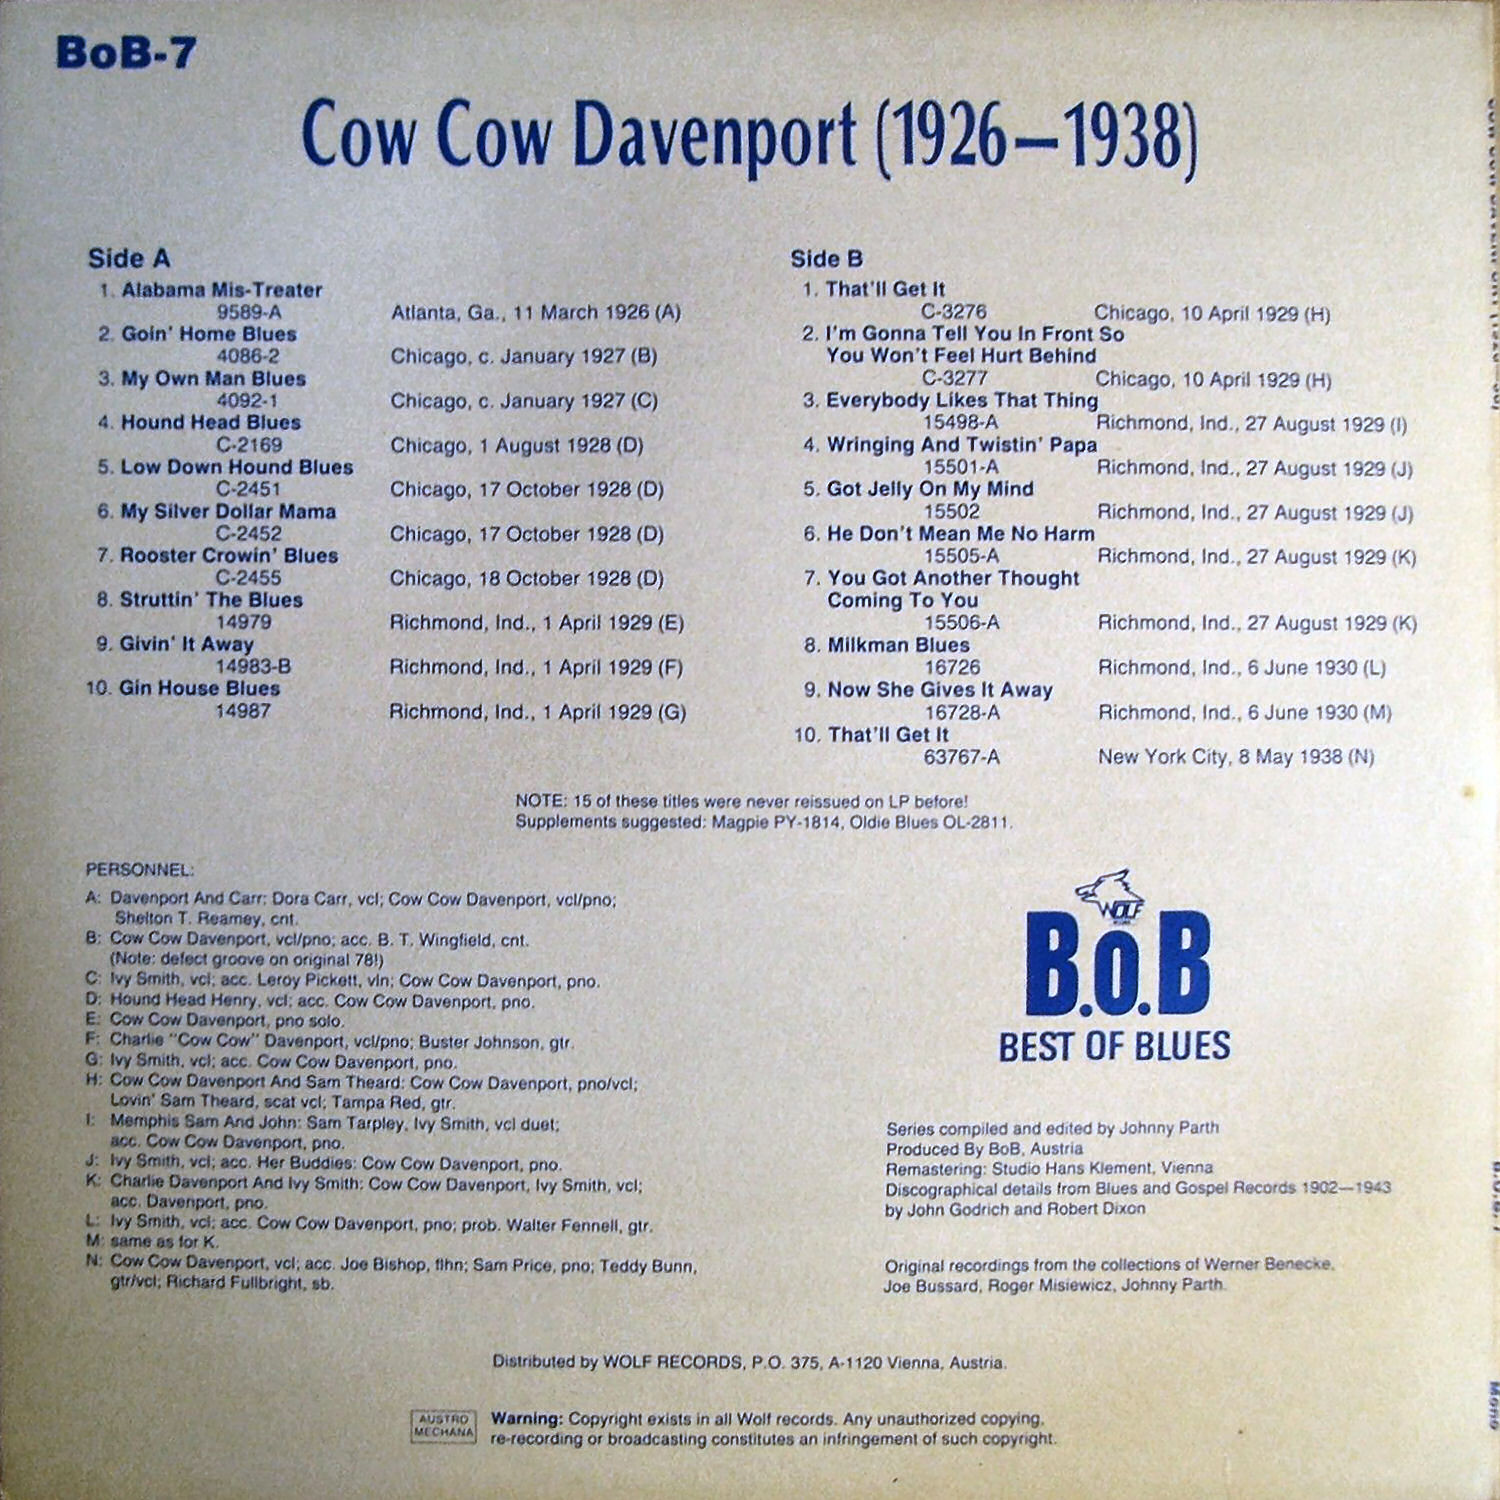 BoB-7
Cow Cow Davenport (1926—1938)
Side A
1. Alabama Mis-Treater
9589-A Atlanta, Ga., 11 March 1926 (A)
2. Goin' Home Blues
4086-2 Chicago, c. January 1927 (B)
3. My Own Man Blues
4092-1 Chicago, c. January 1927 (C)
4. Hound Head Blues
C-2169 Chicago, 1 August 1928 (D)
5. Low Down Hound Blues
C-2451 Chicago, 17 October 1928 (D)
6. My Silver Dollar Mama
C-2452 Chicago, 17 October 1928 (D)
7. Rooster Crowin' Blues
C-2455 Chicago, 18 October 1928 (D)
8. Struttin' The Blues
14979 Richmond, Ind., 1 April 1929 (E)
9. Givin' It Away
14983-B Richmond, Ind., 1 April 1929 (F)
10. Gin House Blues
14987 Richmond, Ind., 1 April 1929 (G)
Side B
1. That'll Get It
C-3276 Chicago, 10 April 1929 (H)
2. I'm Gonna Tell You In Front So
You Won't Feel Hurt Behind
C-3277 Chicago, 10 April 1929 (H)
3. Everybody Likes That Thing
15498-A Richmond, Ind., 27 August 1929 (I)
4. Wringing And Twistin' Papa
15501-A Richmond, Ind., 27 August 1929 (J)
5. Got Jelly On My Mind
15502 Richmond, Ind., 27 August 1929 (J)
6. He Don't Mean Me No Harm
15505-A Richmond, Ind., 27 August 1929 (K)
7. You Got Another Thought
Coming To You
15506-A Richmond, Ind., 27 August 1929 (K)
8. Milkman Blues
16726 Richmond, Ind., 6 June 1930 (L)
9. Now She Gives It Away
16728-A Richmond, Ind., 6 June 1930 (M)
10. That'll Get It
63767-A New York City, 8 May 1938 (N)
NOTE: 15 of these titles were never reissued on LP before!
Supplements suggested: Magpie PY-1814, Oldie Blues OL-2811.
PERSONNEL:
A: Davenport And Carr: Dora Carr, vcl; Cow Cow Davenport, vcl/pno;
Shelton T. Reamey, cnt.
B: Cow Cow Davenport, vcl/pno; acc. B. T. Wingfield, cnt.
(Note: defect groove on original 78!)
C: Ivy Smith, vcl; acc. Leroy Pickett, vln; Cow Cow Davenport, pno.
D: Hound Head Henry, vcl; acc. Cow Cow Davenport, pno.
E: Cow Cow Davenport, pno solo.
F: Charlie "Cow Cow" Davenport, vcl/pno; Buster Johnson, gtr.
G: Ivy Smith, vcl; acc. Cow Cow Davenport, pno.
H: Cow Cow Davenport And Sam Theard: Cow Cow Davenport, pno/vcl;
Lovin' Sam Theard, scat vcl; Tampa Red, gtr.
I: Memphis Sam And John: Sam Tarpley, Ivy Smith, vcl duet;
acc. Cow Cow Davenport, pno.
J: Ivy Smith, vcl; acc. Her Buddies: Cow Cow Davenport, pno.
K: Charlie Davenport And Ivy Smith: Cow Cow Davenport, Ivy Smith, vcl;
acc. Davenport, pno.
L: Ivy Smith, vcl; acc. Cow Cow Davenport, pno; prob. Walter Fennell, gtr.
M: same as for K.
N: Cow Cow Davenport, vcl; acc. Joe Bishop, flhn; Sam Price, pno; Teddy Bunn,
gtr/vcl; Richard Fullbright, sb.
WOLF
B.o.B
BEST OF BLUES
Series compiled and edited by Johnny Parth
Produced By BoB, Austria
Remastering: Studio Hans Klement, Vienna
Discographical details from Blues and Gospel Records 1902—1943
by John Godrich and Robert Dixon
Original recordings from the collections of Werner Benecke,
Joe Bussard, Roger Misiewicz, Johnny Parth.
Distributed by WOLF RECORDS, P.O. 375, A-1120 Vienna, Austria.
AUSTRO
MECHANA
Warning: Copyright exists in all Wolf records. Any unauthorized copying,
re-recording or broadcasting constitutes an infringement of such copyright.
Mono